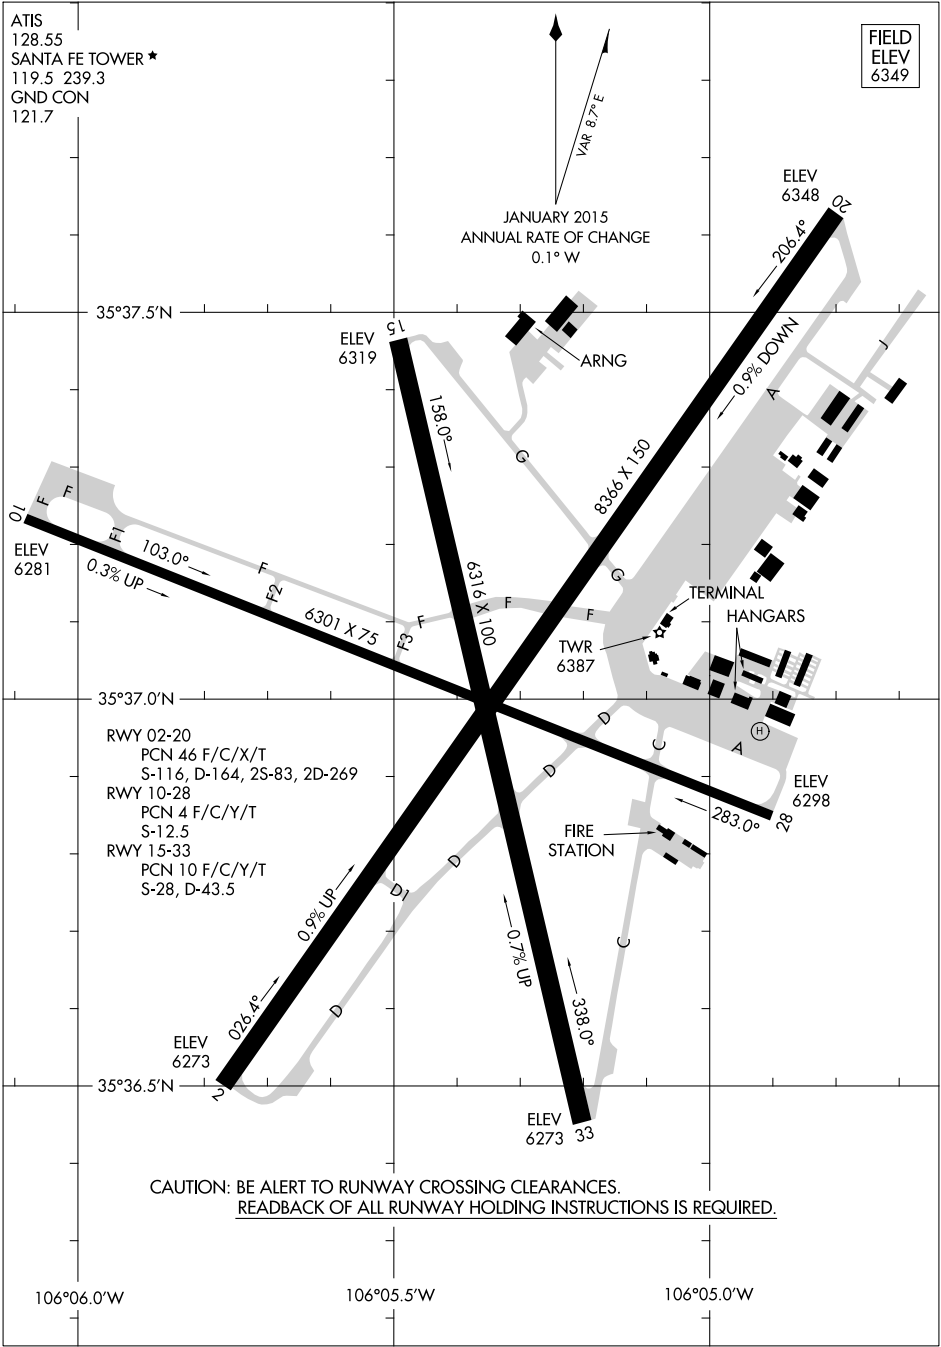 ATIS
128.55
SANTA FE TOWER ★
119.5 239.3
GND CON
121.7
FIELD
ELEV
6349
VAR 8.7° E
JANUARY 2015
ANNUAL RATE OF CHANGE
0.1° W
ELEV
6348
20
206.4°
0.9% DOWN
35°37.5'N
ELEV
6319
15
158.0°
ARNG
J
A
G
8366 X 150
10
ELEV
6281
F
F
F1
103.0°
0.3% UP
F
F2
6301 X 75
F3
F
6316 X 100
F
F
G
TERMINAL
HANGARS
TWR
6387
35°37.0'N
RWY 02-20
PCN 46 F/C/X/T
S-116, D-164, 2S-83, 2D-269
RWY 10-28
PCN 4 F/C/Y/T
S-12.5
RWY 15-33
PCN 10 F/C/Y/T
S-28, D-43.5
D
C
A
H
D
ELEV
6298
283.0°
28
FIRE
STATION
D
D1
0.9% UP
C
0.7% UP
D
026.4°
338.0°
ELEV
6273
2
35°36.5'N
ELEV
6273
33
CAUTION: BE ALERT TO RUNWAY CROSSING CLEARANCES.
READBACK OF ALL RUNWAY HOLDING INSTRUCTIONS IS REQUIRED.
106°06.0'W
106°05.5'W
106°05.0'W